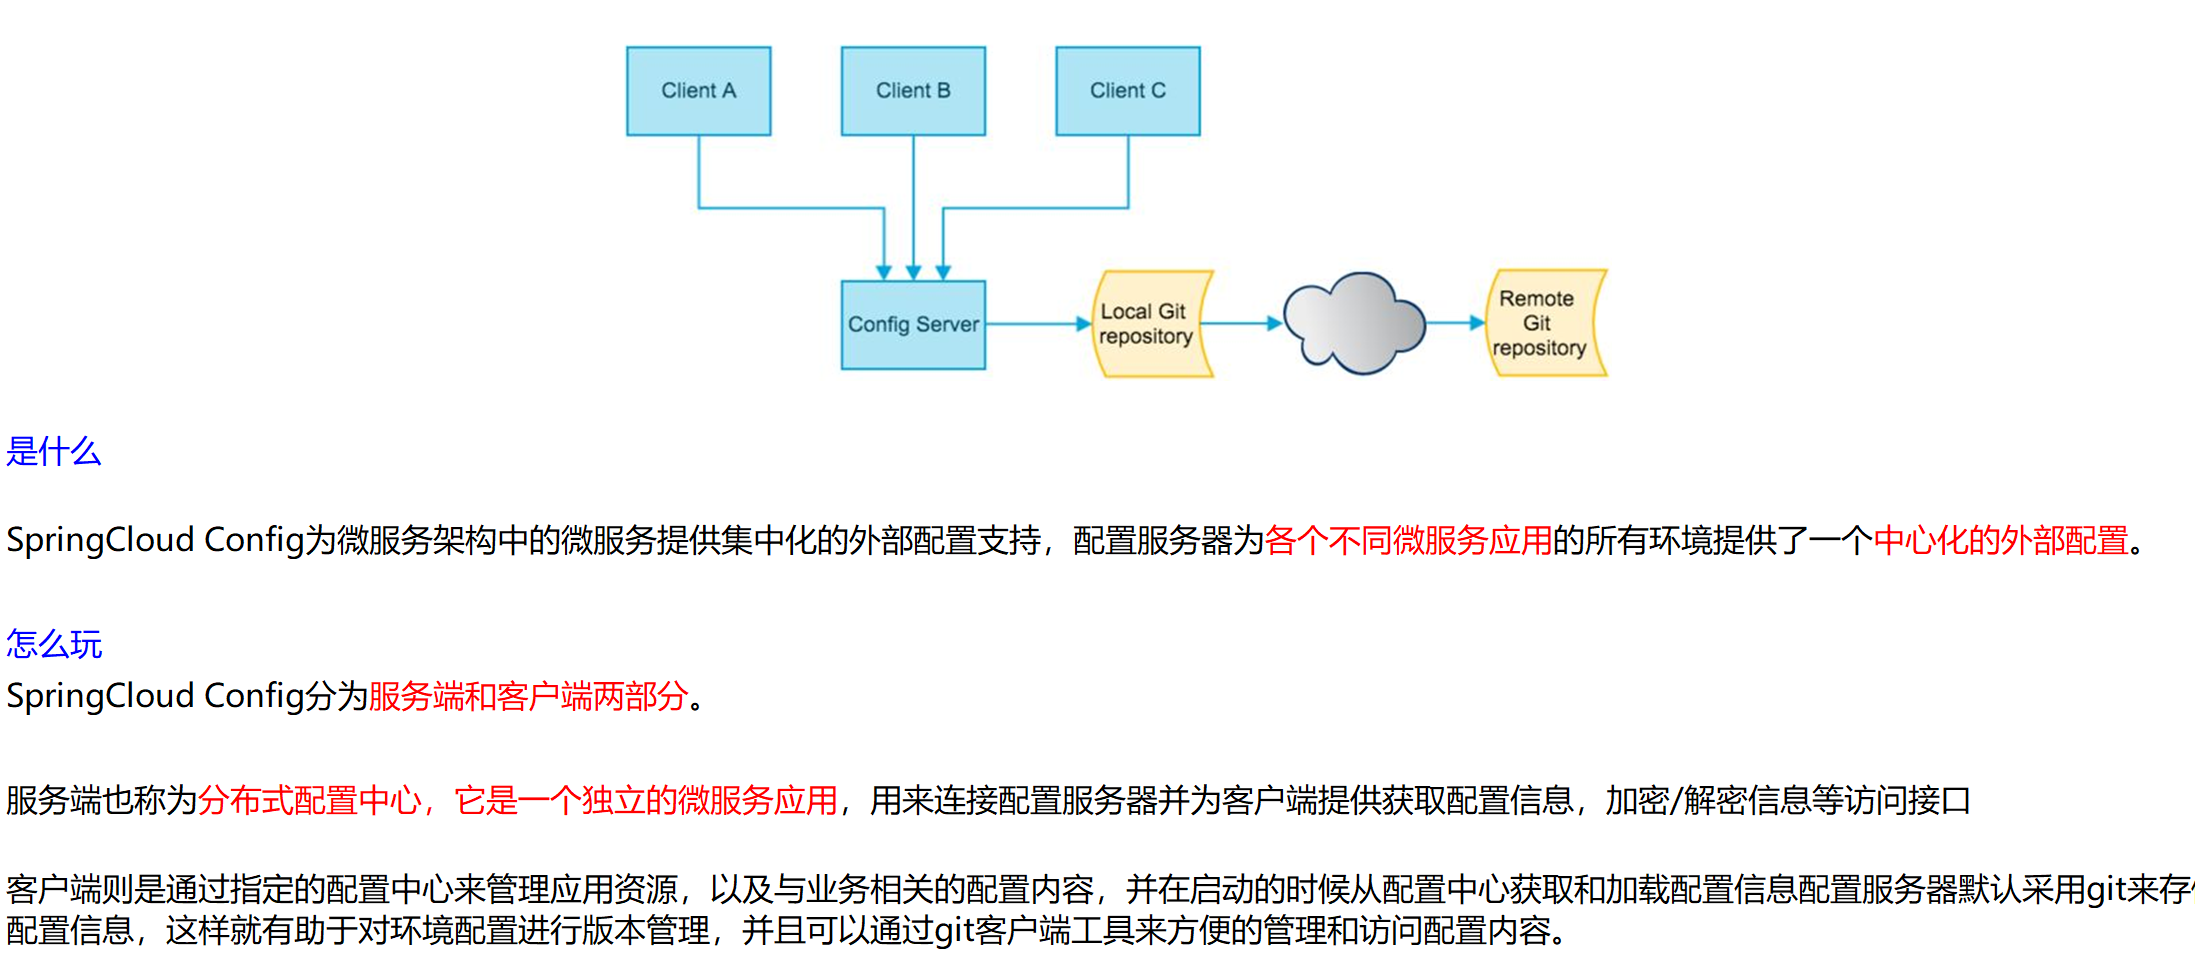 Client A
Client B
Client C
Config Server
Local Git
repository
Remote
Git
repository
是什么
SpringCloud Config为微服务架构中的微服务提供集中化的外部配置支持，配置服务器为各个不同微服务应用的所有环境提供了一个中心化的外部配置。
怎么玩
SpringCloud Config分为服务端和客户端两部分。
服务端也称为分布式配置中心，它是一个独立的微服务应用，用来连接配置服务器并为客户端提供获取配置信息，加密/解密信息等访问接口
客户端则是通过指定的配置中心来管理应用资源，以及与业务相关的配置内容，并在启动的时候从配置中心获取和加载配置信息配置服务器默认采用git来存
配置信息，这样就有助于对环境配置进行版本管理，并且可以通过git客户端工具来方便的管理和访问配置内容。